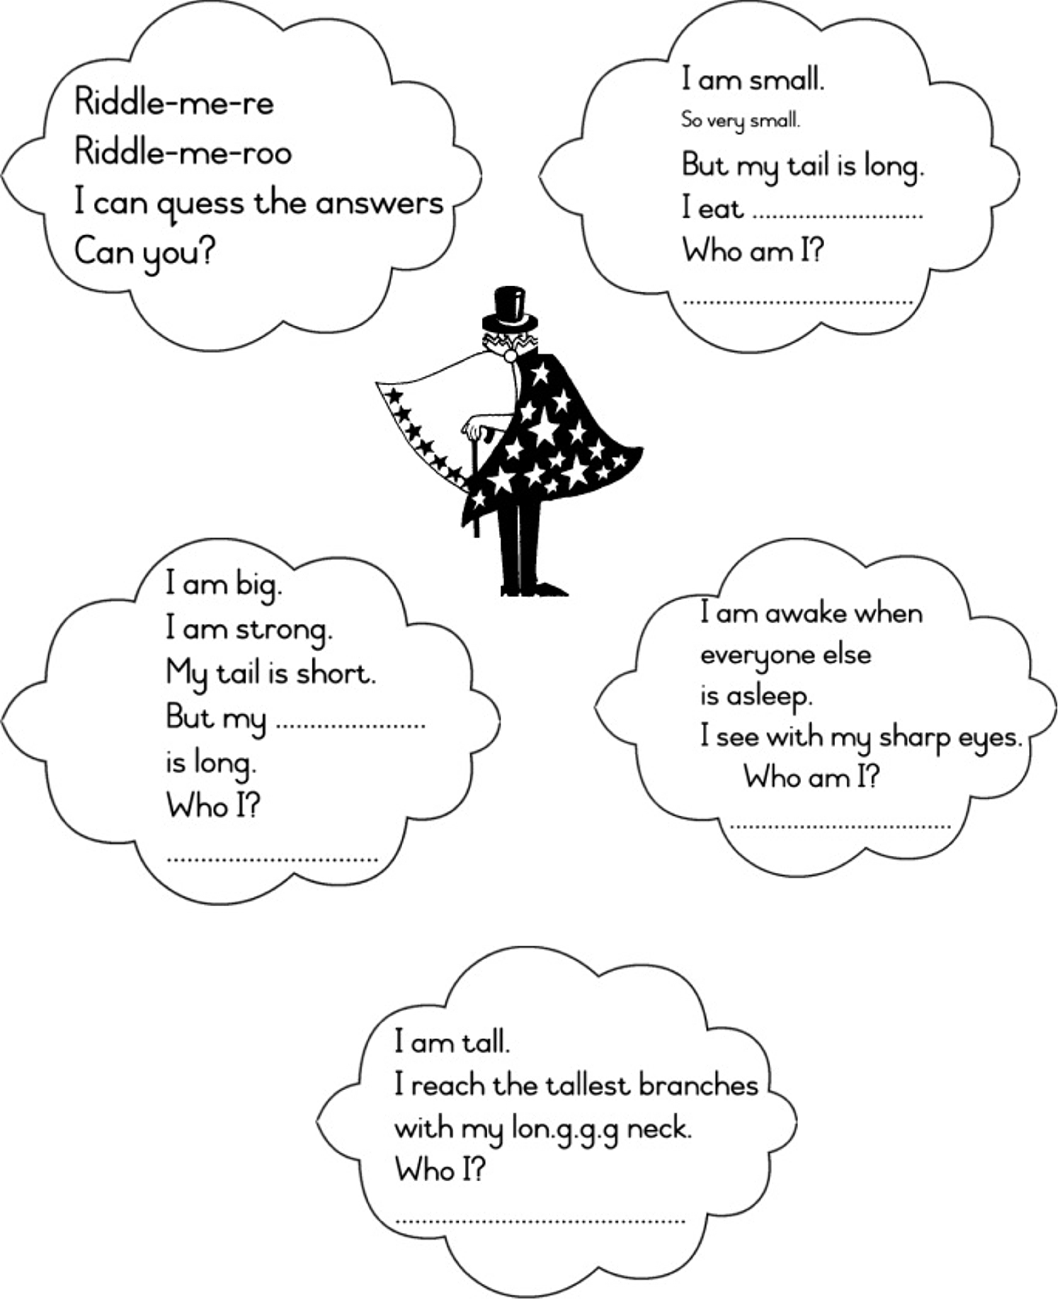 Riddle-me-re
Riddle-me-roo
I can quess the answers
Can you?
I am small.
So very small.
But my tail is long.
I eat ..........................
Who am I?
...................................
I am big.
I am strong.
My tail is short.
But my .......................
is long.
Who I?
................................
I am awake when
everyone else
is asleep.
I see with my sharp eyes.
Who am I?
..................................
I am tall.
I reach the tallest branches
with my lon.g.g.g neck.
Who I?
............................................